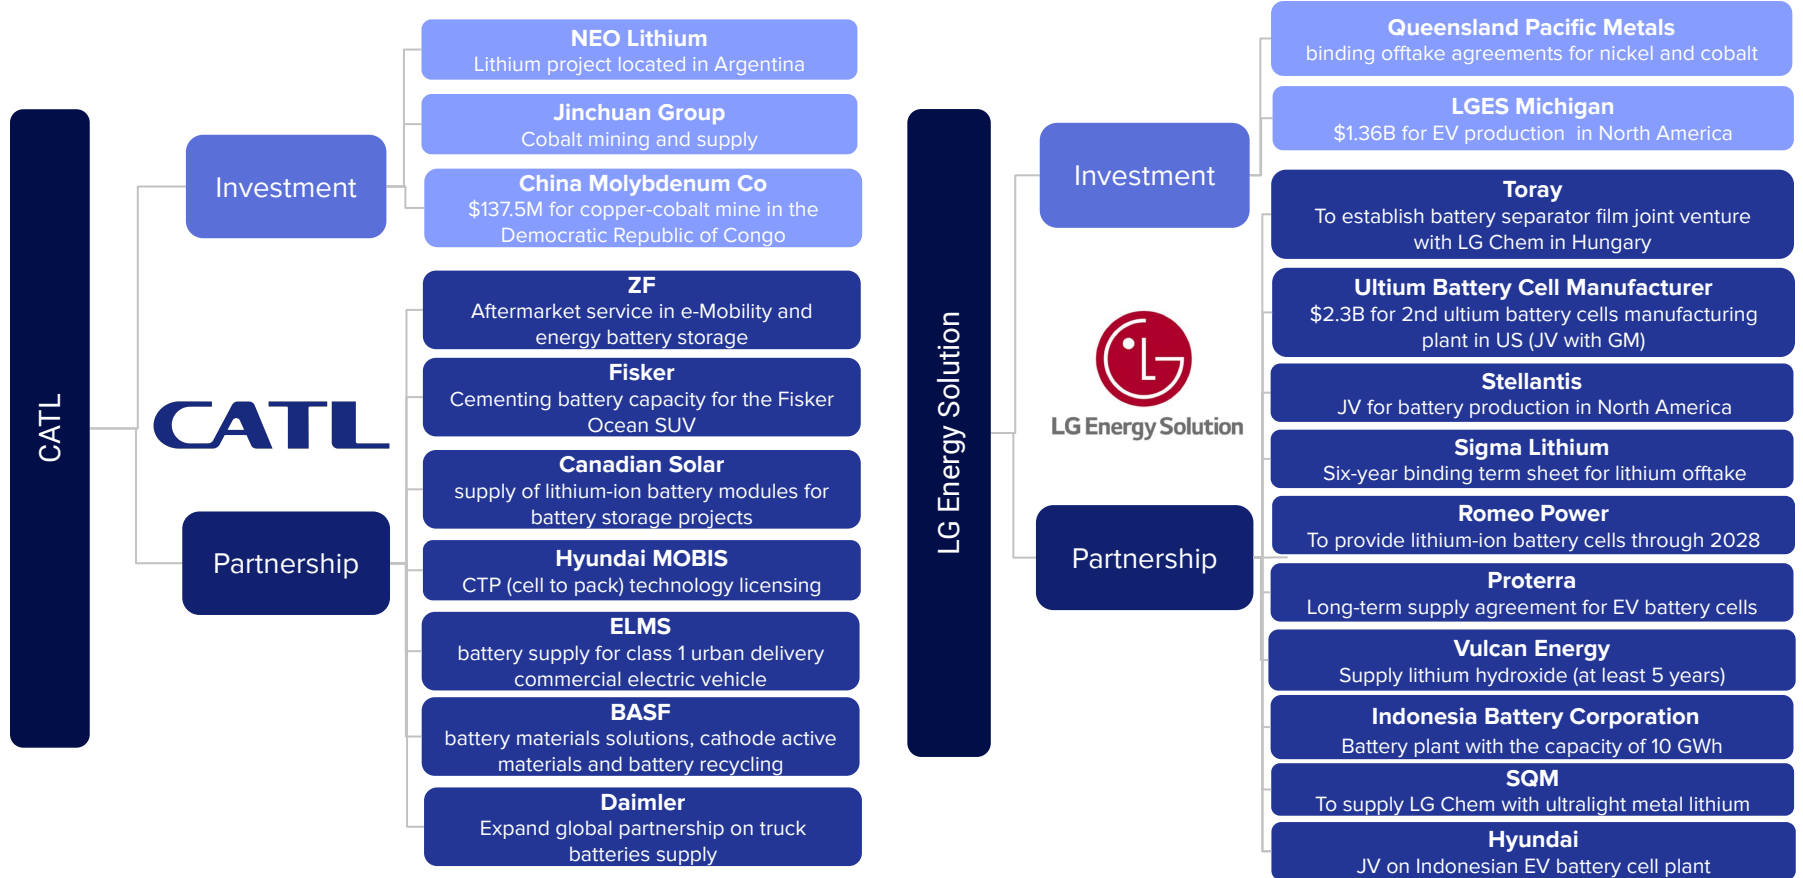 CATL
Investment
NEO Lithium
Lithium project located in Argentina
Jinchuan Group
Cobalt mining and supply
China Molybdenum Co
$137.5M for copper-cobalt mine in the
Democratic Republic of Congo
CATL
Partnership
ZF
Aftermarket service in e-Mobility and
energy battery storage
Fisker
Cementing battery capacity for the Fisker
Ocean SUV
Canadian Solar
supply of lithium-ion battery modules for
battery storage projects
Hyundai MOBIS
CTP (cell to pack) technology licensing
ELMS
battery supply for class 1 urban delivery
commercial electric vehicle
BASF
battery materials solutions, cathode active
materials and battery recycling
Daimler
Expand global partnership on truck
batteries supply
LG Energy Solution
Investment
Queensland Pacific Metals
binding offtake agreements for nickel and cobalt
LGES Michigan
$1.36B for EV production in North America
LG Energy Solution
Partnership
Toray
To establish battery separator film joint venture
with LG Chem in Hungary
Ultium Battery Cell Manufacturer
$2.3B for 2nd ultium battery cells manufacturing
plant in US (JV with GM)
Stellantis
JV for battery production in North America
Sigma Lithium
Six-year binding term sheet for lithium offtake
Romeo Power
To provide lithium-ion battery cells through 2028
Proterra
Long-term supply agreement for EV battery cells
Vulcan Energy
Supply lithium hydroxide (at least 5 years)
Indonesia Battery Corporation
Battery plant with the capacity of 10 GWh
SQM
To supply LG Chem with ultralight metal lithium
Hyundai
JV on Indonesian EV battery cell plant